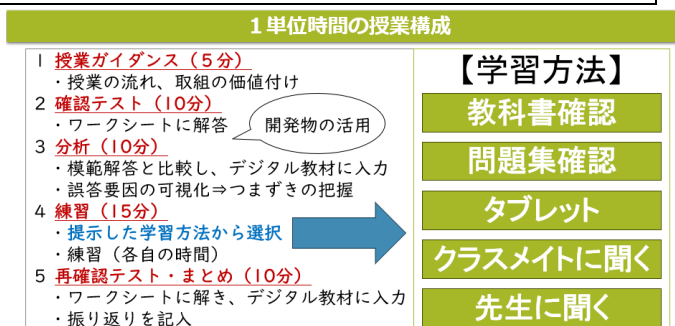 1単位時間の授業構成
1 授業ガイダンス（5分）
・授業の流れ、取組の価値付け
2 確認テスト（10分）
・ワークシートに解答
開発物の活用
3 分析（10分）
・模範解答と比較し、デジタル教材に入力
・誤答要因の可視化⇒つまずきの把握
4 練習（15分）
・提示した学習方法から選択
・練習（各自の時間）
5 再確認テスト・まとめ（10分）
・ワークシートに解き、デジタル教材に入力
・振り返りを記入
【学習方法】
教科書確認
問題集確認
タブレット
クラスメイトに聞く
先生に聞く